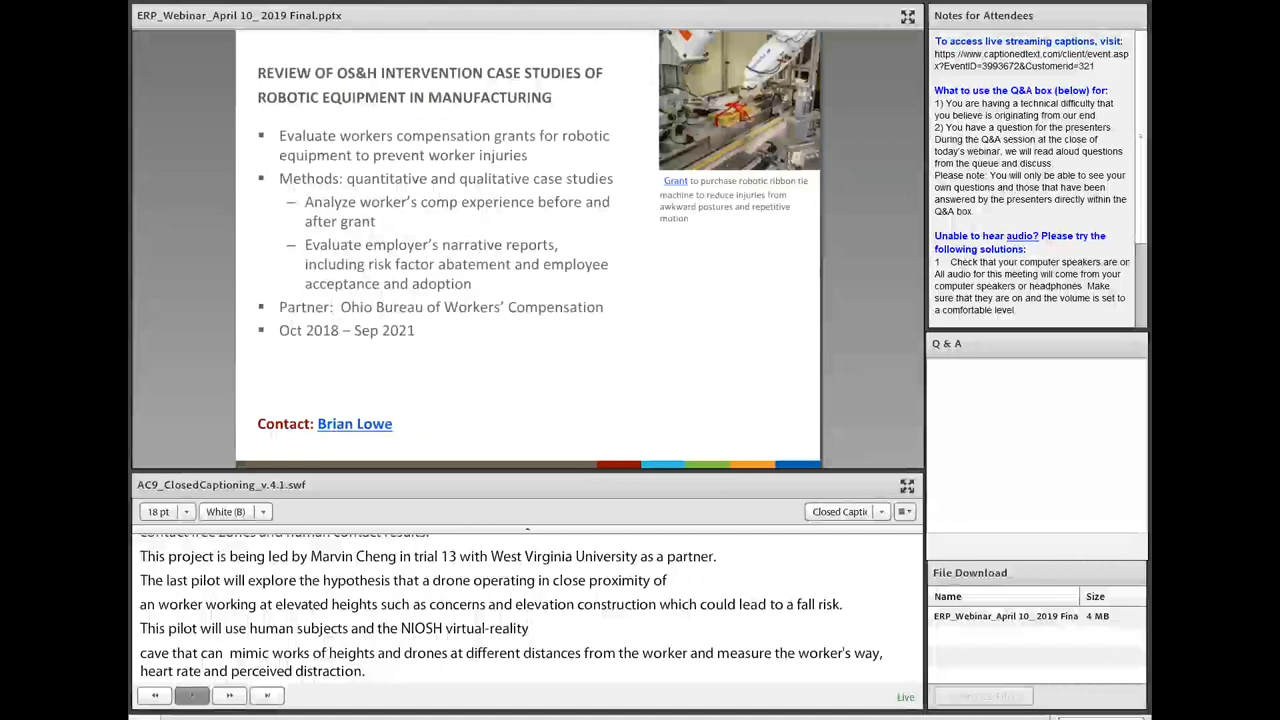 ERP_Webinar_April 10_ 2019 Final.pptx
REVIEW OF OS&H INTERVENTION CASE STUDIES OF
ROBOTIC EQUIPMENT IN MANUFACTURING
▪ Evaluate workers compensation grants for robotic
equipment to prevent worker injuries
▪ Methods: quantitative and qualitative case studies
– Analyze worker's comp experience before and
after grant
– Evaluate employer's narrative reports,
including risk factor abatement and employee
acceptance and adoption
▪ Partner: Ohio Bureau of Workers' Compensation
▪ Oct 2018 – Sep 2021
Contact: Brian Lowe
Grant to purchase robotic ribbon tie
machine to reduce injuries from
awkward postures and repetitive
motion
Notes for Attendees
To access live streaming captions, visit:
https://www.captionedtext.com/client/event.asp
x?EventID=3993672&Customerid=321
What to use the Q&A box (below) for:
1) You are having a technical difficulty that
you believe is originating from our end
2) You have a question for the presenters.
During the Q&A session at the close of
today's webinar, we will read aloud questions
from the queue and discuss.
Please note: You will only be able to see your
own questions and those that have been
answered by the presenters directly within the
Q&A box.
Unable to hear audio? Please try the
following solutions:
1 Check that your computer speakers are on
All audio for this meeting will come from your
computer speakers or headphones. Make
sure that they are on and the volume is set to
a comfortable level.
Q & A
AC9_ClosedCaptioning_v.4.1.swf
18 pt White (B) Closed Capti
This project is being led by Marvin Cheng in trial 13 with West Virginia University as a partner.
The last pilot will explore the hypothesis that a drone operating in close proximity of
an worker working at elevated heights such as concerns and elevation construction which could lead to a fall risk.
This pilot will use human subjects and the NIOSH virtual-reality
cave that can mimic works of heights and drones at different distances from the worker and measure the worker's way,
heart rate and perceived distraction.
Live
File Download
Name Size
ERP_Webinar_April 10_ 2019 Fina 4 MB